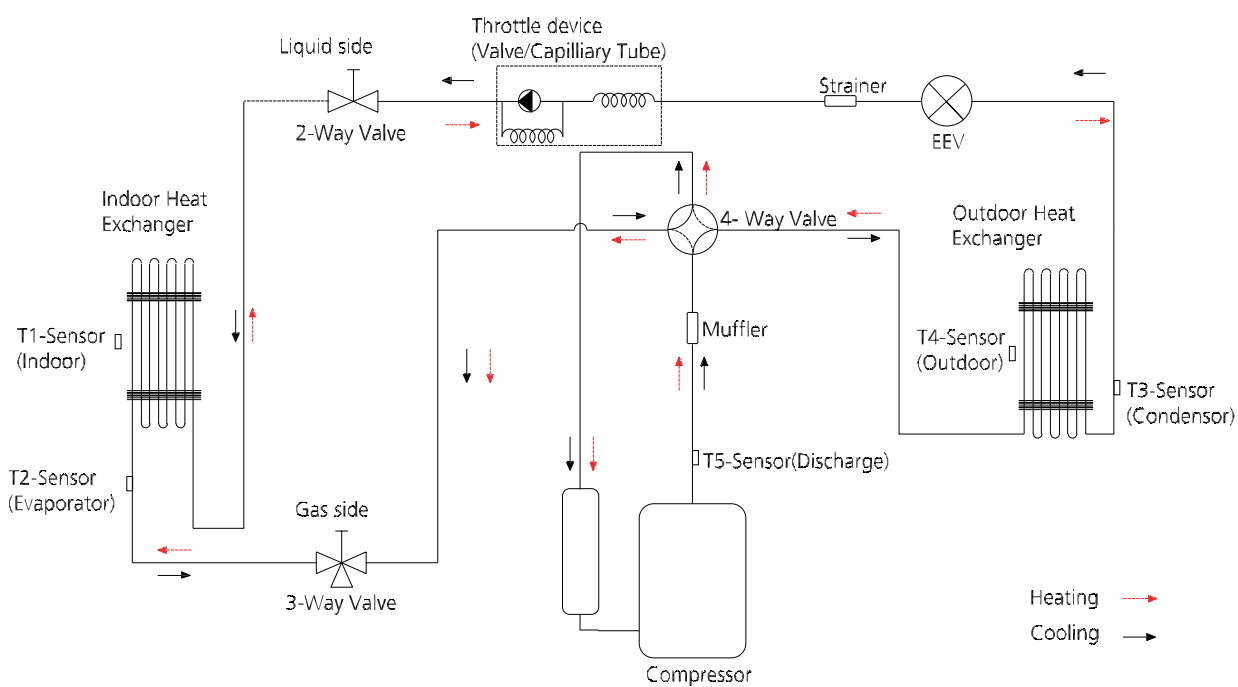 Throttle device
(Valve/Capilliary Tube)
Liquid side
2-Way Valve
Strainer
EEV
Indoor Heat
Exchanger
4- Way Valve
Outdoor Heat
Exchanger
T1-Sensor
(Indoor)
Muffler
T4-Sensor
(Outdoor)
T3-Sensor
(Condensor)
T2-Sensor
(Evaporator)
T5-Sensor(Discharge)
Gas side
3-Way Valve
Heating
Cooling
Compressor